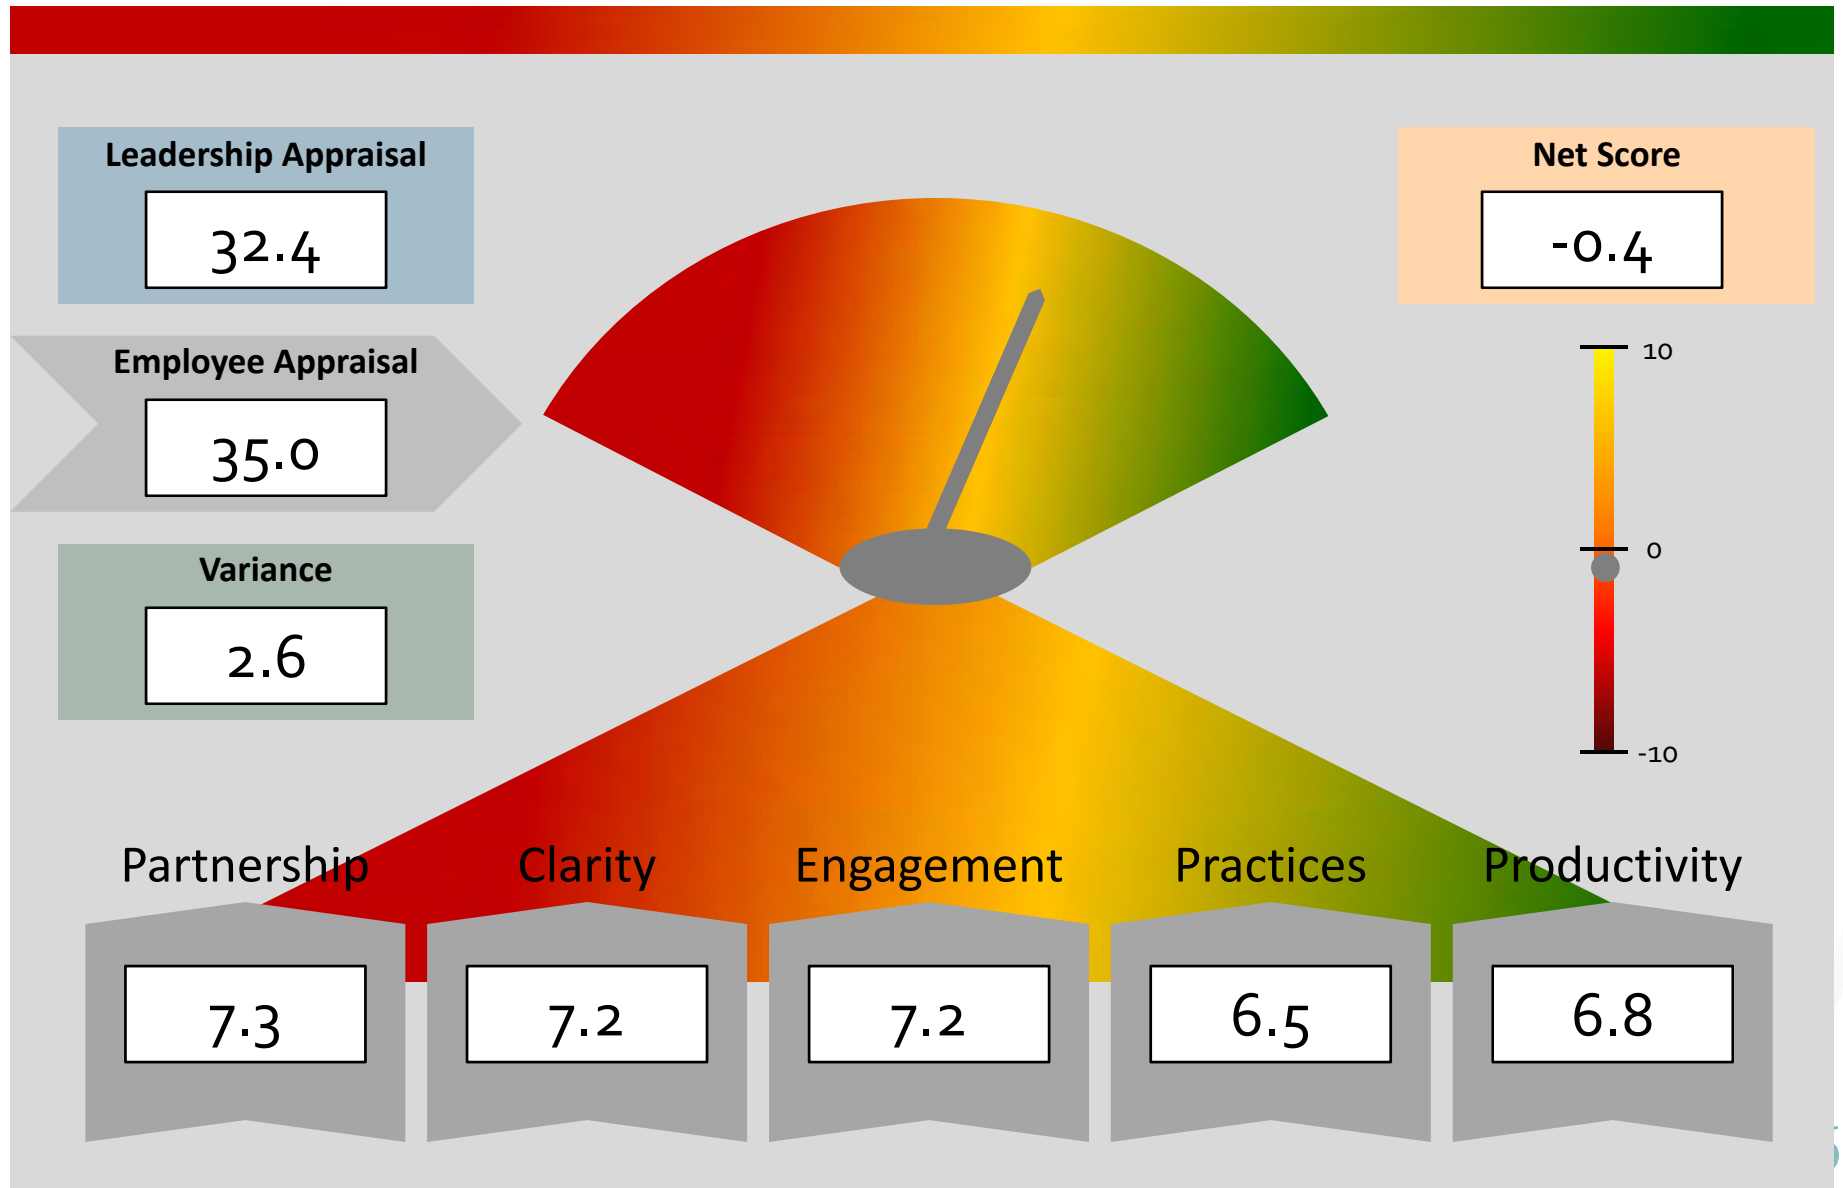 Leadership Appraisal
32.4
Employee Appraisal
35.0
Variance
2.6
Net Score
-0.4
10
0
-10
Partnership
Clarity
Engagement
Practices
Productivity
7.3
7.2
7.2
6.5
6.8